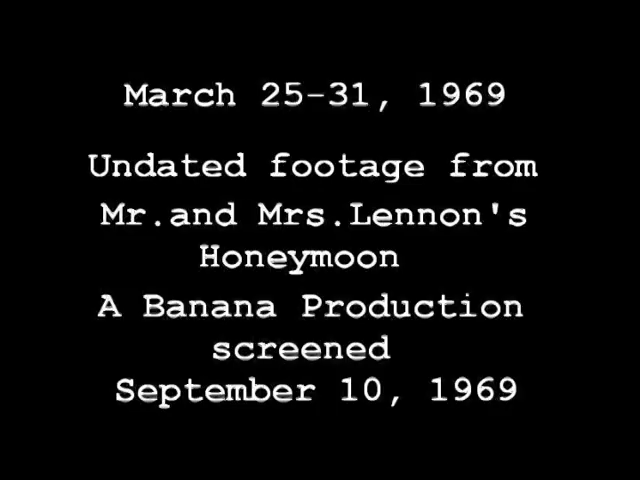 March 25-31, 1969
Undated footage from
Mr.and Mrs.Lennon's
Honeymoon
A Banana Production
screened
September 10, 1969